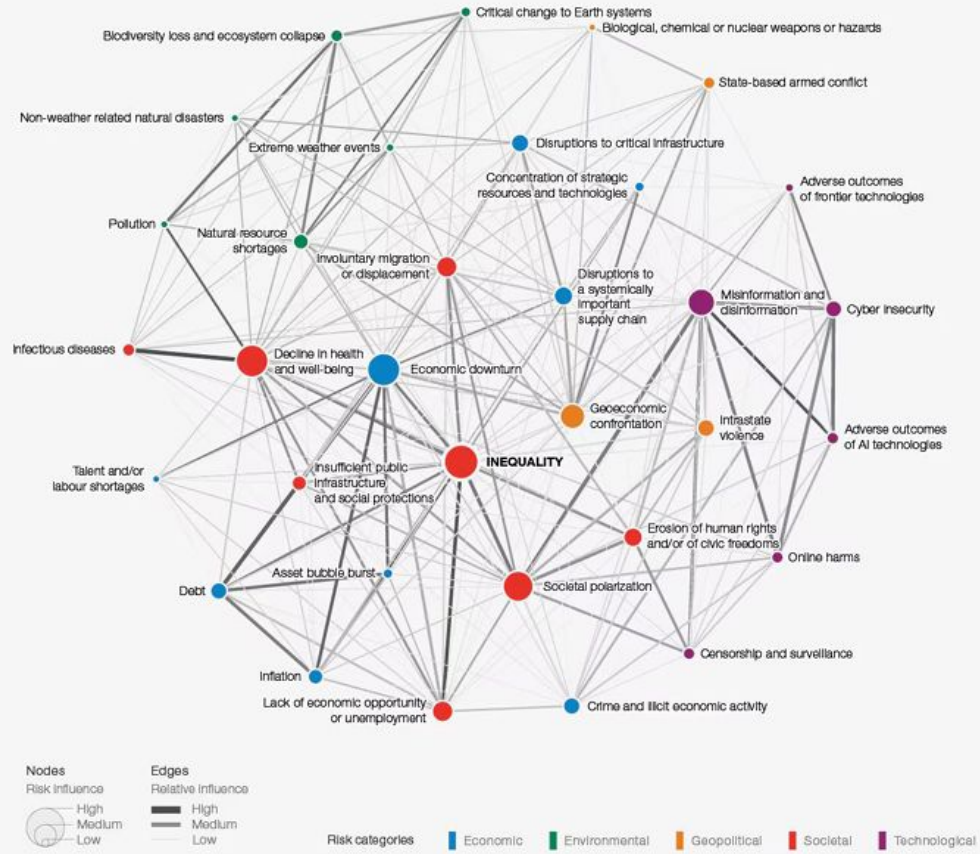 Critical change to Earth systems
Biological, chemical or nuclear weapons or hazards
Biodiversity loss and ecosystem collapse
State-based armed conflict
Non-weather related natural disasters
Extreme weather events
Disruptions to critical infrastructure
Concentration of strategic
resources and technologies
Adverse outcomes
of frontier technologies
Pollution
Natural resource
shortages
Involuntary migration
or displacement
Disruptions to
a systemically
important
supply chain
Misinformation and
disinformation
Cyber insecurity
Infectious diseases
Decline in health
and well-being
Economic downturn
Geoeconomic
confrontation
Intrastate
violence
Adverse outcomes
of AI technologies
INEQUALITY
Talent and/or
labour shortages
Insufficient public
infrastructure
and social protections
Erosion of human rights
and/or of civic freedoms
Online harms
Asset bubble burst
Debt
Societal polarization
Censorship and surveillance
Inflation
Lack of economic opportunity
or unemployment
Crime and illicit economic activity
Nodes
Risk influence
High
Medium
Low
Edges
Relative influence
High
Medium
Low
Risk categories
Economic
Environmental
Geopolitical
Societal
Technological